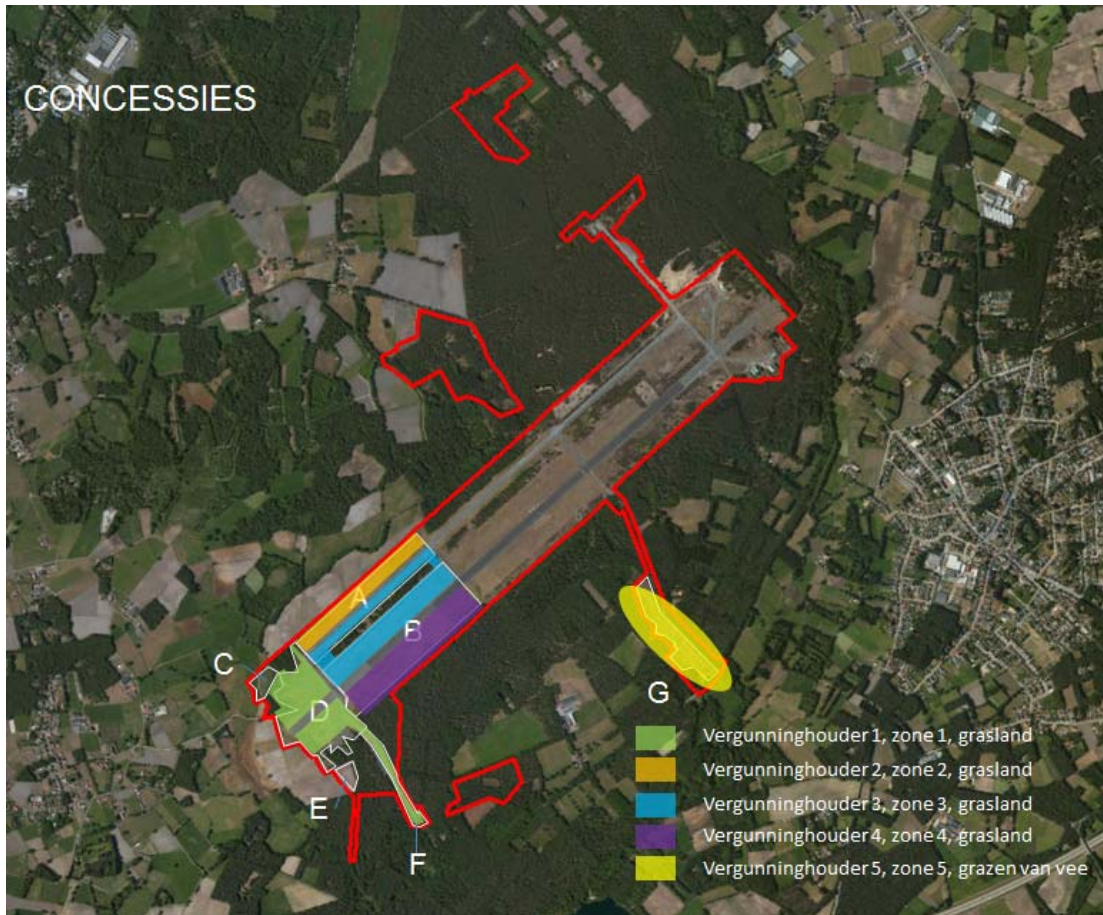 CONCESSIES
A
B
C
D
G
E
F
Vergunninghouder 1, zone 1, grasland
Vergunninghouder 2, zone 2, grasland
Vergunninghouder 3, zone 3, grasland
Vergunninghouder 4, zone 4, grasland
Vergunninghouder 5, zone 5, grazen van vee